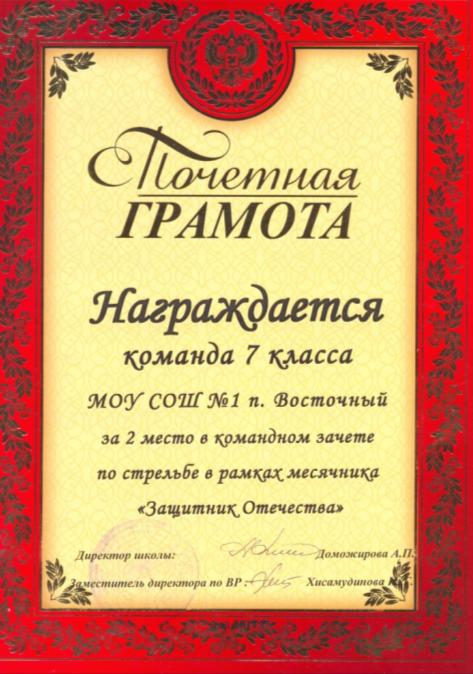 Почетная
ГРАМОТА
Награждается
команда 7 класса
МОУ СОШ №1 п. Восточный
за 2 место в командном зачете
по стрельбе в рамках месячника
«Защитник Отечества»
Директор школы: Доможирова А.П.
Заместитель директора по ВР: Хисамудинова